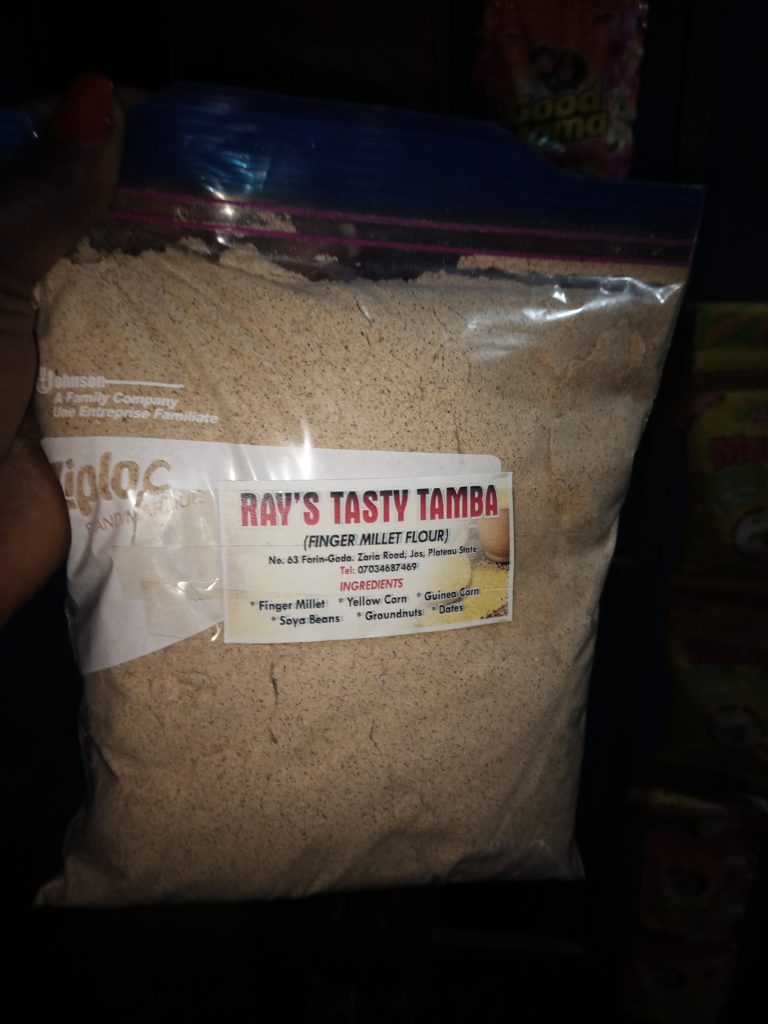 Good
Johnson
A Family Company
Une Entreprise Familiale
Ziploc
RAY'S TASTY TAMBA
(FINGER MILLET FLOUR)
No. 63 Farin-Gada. Zaria Road, Jos, Plateau State
Tel: 07034687469
INGREDIENTS
* Finger Millet * Yellow Corn * Guinea Corn
* Soya Beans * Groundnuts * Dates